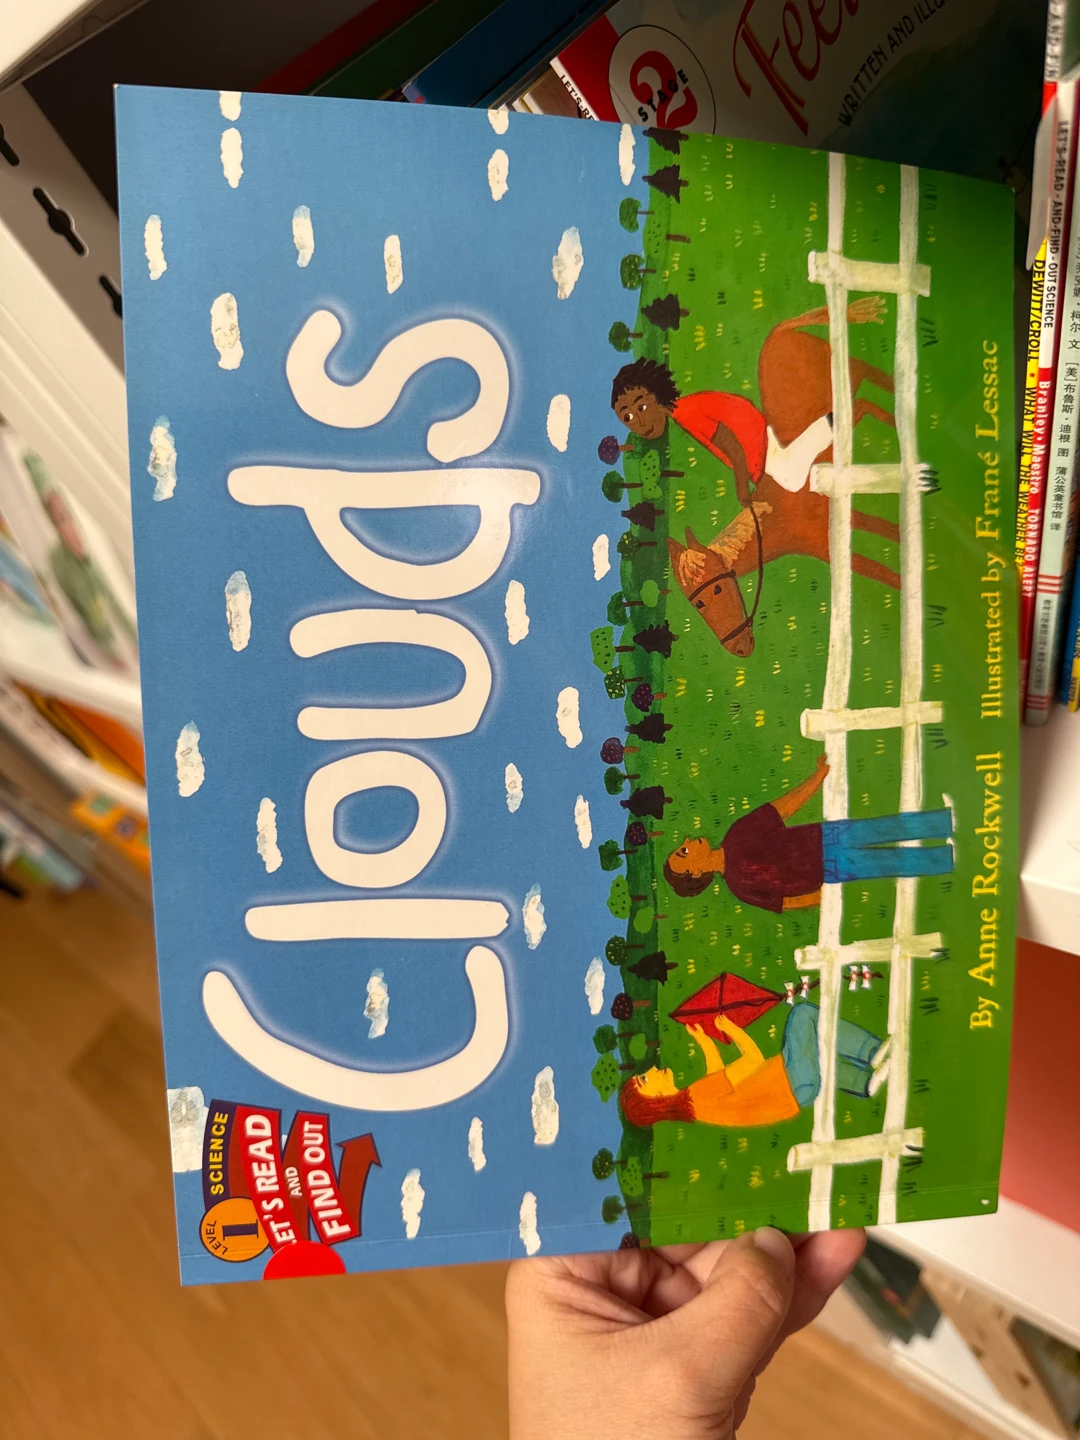 SCIENCE
LEVEL
1
LET'S READ
AND
FIND OUT
Clouds
By Anne Rockwell Illustrated by Frané Lessac
STAGE
2
WRITTEN AND
LET'S-READ-AND-FIND-OUT SCIENCE
Branley • Maestro TORNADO ALERT
DEWITT/CROLL • WHAT WILL THE WEATHER BE?
柯尔 文 [美]布鲁斯·迪根 图 蒲公英童书馆 译